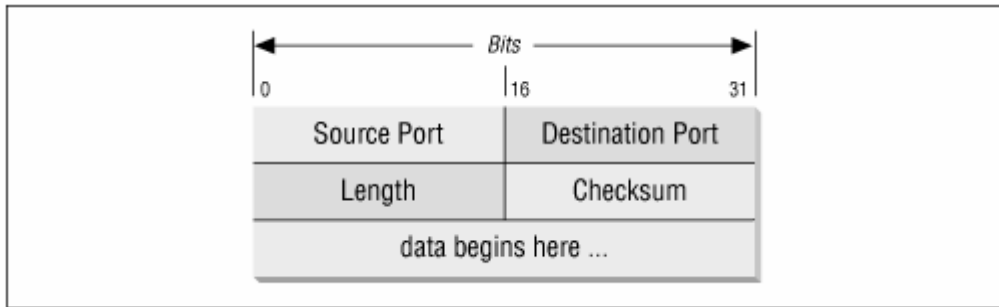 Bits
0 16 31
Source Port Destination Port
Length Checksum
data begins here ...